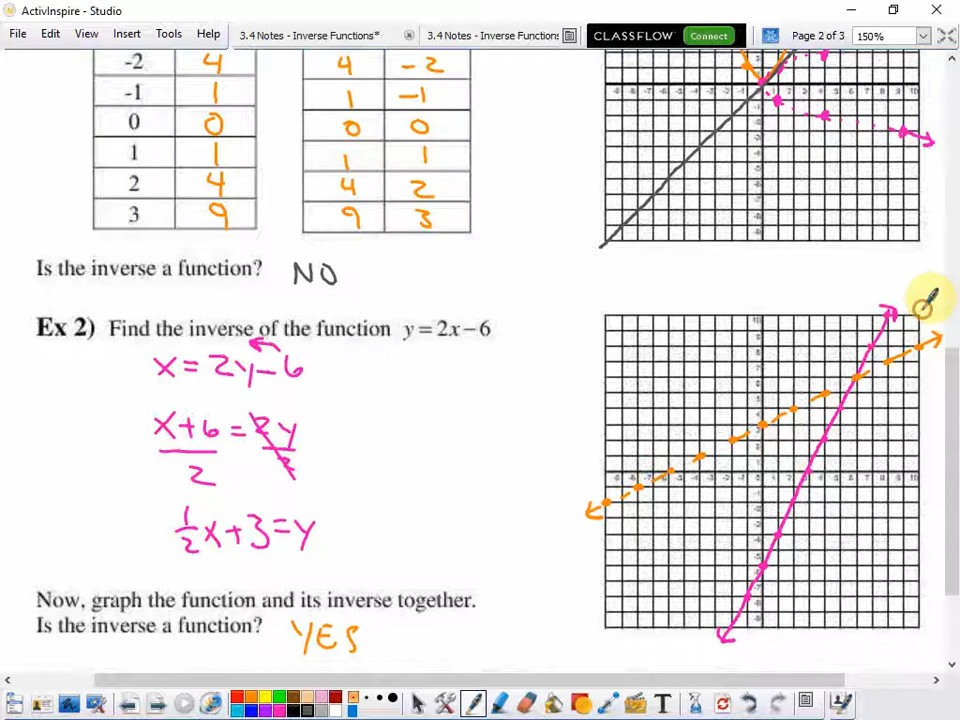 ActivInspire - Studio
File Edit View Insert Tools Help 3.4 Notes - Inverse Functions* 3.4 Notes - Inverse Functions CLASSFLOW Connect Page 2 of 3 150%
-2 4 4 -2
-1 1 1 -1
0 0 0 0
1 1 1 1
2 4 4 2
3 9 9 3
Is the inverse a function? NO
Ex 2) Find the inverse of the function y = 2x - 6
x = 2y - 6
x + 6 = 2y
2 2
1/2 x + 3 = y
Now, graph the function and its inverse together.
Is the inverse a function? YES